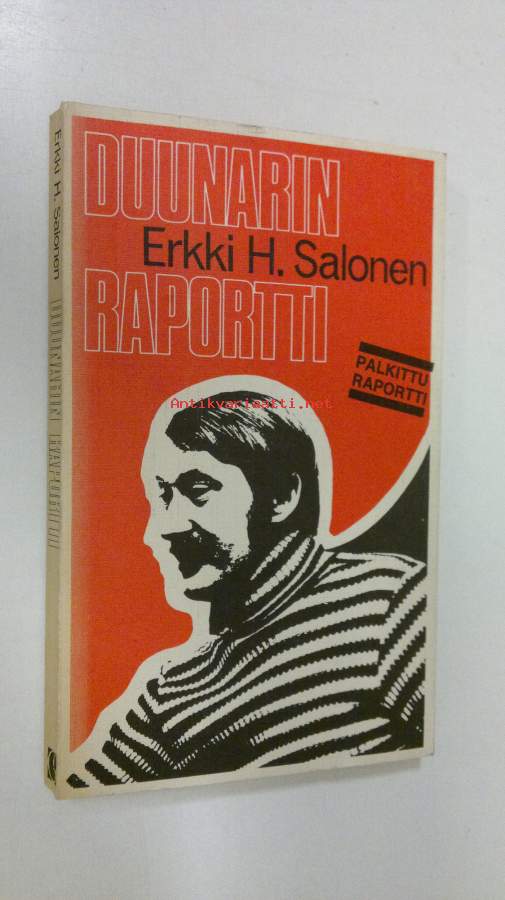 DUUNARIN
Erkki H. Salonen
RAPORTTI
PALKITTU
RAPORTTI
Antikvariaatti.net
Erkki H. Salonen
DUUNARIN RAPORTTI